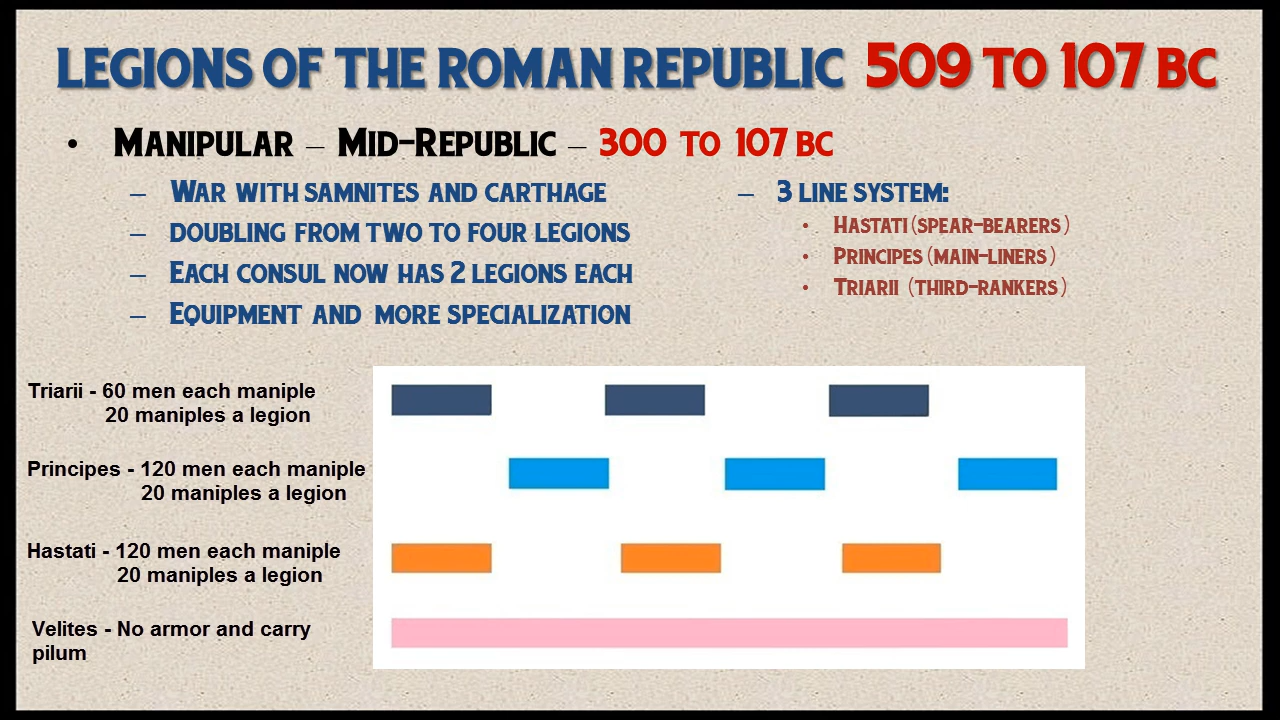 LEGIONS OF THE ROMAN REPUBLIC 509 TO 107 BC
• MANIPULAR – MID-REPUBLIC – 300 TO 107 BC
– WAR WITH SAMNITES AND CARTHAGE
– DOUBLING FROM TWO TO FOUR LEGIONS
– EACH CONSUL NOW HAS 2 LEGIONS EACH
– EQUIPMENT AND MORE SPECIALIZATION
– 3 LINE SYSTEM:
• HASTATI (SPEAR-BEARERS)
• PRINCIPES (MAIN-LINERS)
• TRIARII (THIRD-RANKERS)
Triarii - 60 men each maniple
20 maniples a legion
Principes - 120 men each maniple
20 maniples a legion
Hastati - 120 men each maniple
20 maniples a legion
Velites - No armor and carry
pilum